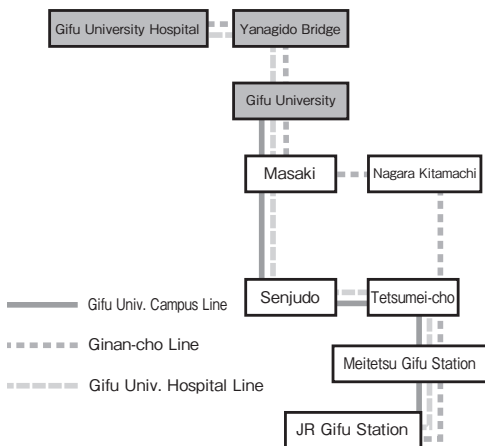 Gifu University Hospital
Yanagido Bridge
Gifu University
Masaki
Nagara Kitamachi
Senjudo
Tetsumei-cho
Gifu Univ. Campus Line
Ginan-cho Line
Gifu Univ. Hospital Line
Meitetsu Gifu Station
JR Gifu Station